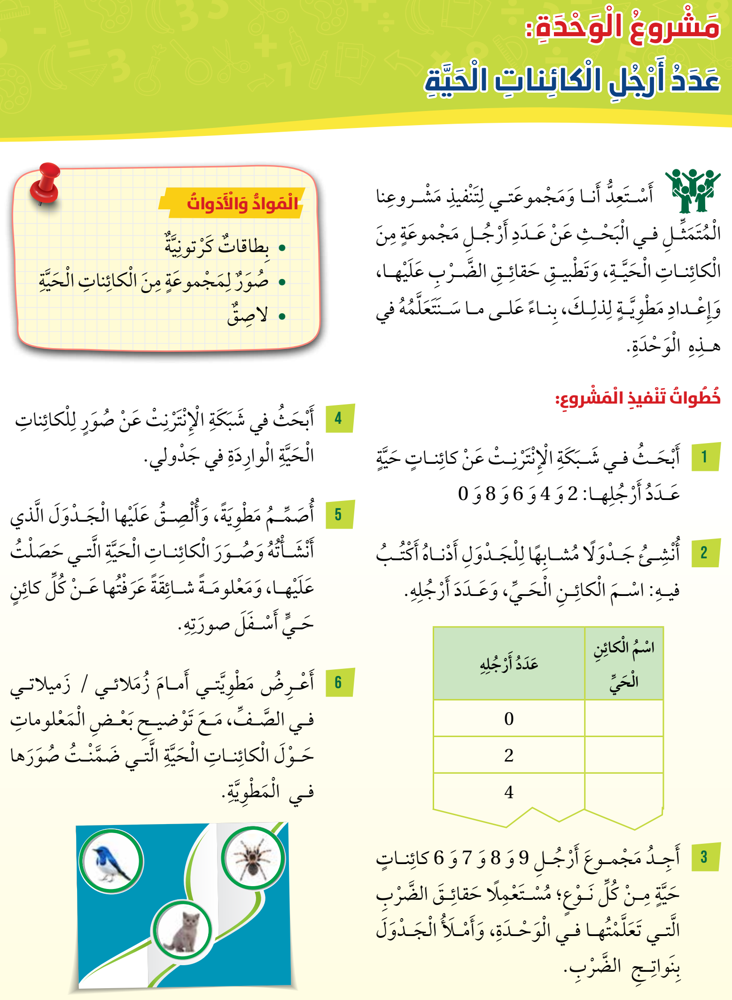 مَشْروعُ الْوَحْدَةِ:
عَدَدُ أَرْجُلِ الْكائِناتِ الْحَيَّةِ
أَسْتَعِدُّ أَنا وَمَجْموعَتي لِتَنْفيذِ مَشْروعِنا
الْمُتَمَثِّلِ في الْبَحْثِ عَنْ عَدَدِ أَرْجُلِ مَجْموعَةٍ مِنَ
الْكائِناتِ الْحَيَّةِ، وَتَطْبيقِ حَقائِقِ الضَّرْبِ عَلَيْها،
وَإِعْدادِ مَطْوِيَّةٍ لِذلِكَ، بِناءً عَلى ما سَنَتَعَلَّمُهُ في
هذِهِ الْوَحْدَةِ.
الْمَوادُّ وَالْأَدَواتُ
• بِطاقاتٌ كَرْتونِيَّةٌ
• صُوَرٌ لِمَجْموعَةٍ مِنَ الْكائِناتِ الْحَيَّةِ
• لاصِقٌ
خُطُواتُ تَنْفيذِ الْمَشْروعِ:
1 أَبْحَثُ في شَبَكَةِ الْإِنْتَرْنِتْ عَنْ كائِناتٍ حَيَّةٍ
عَدَدُ أَرْجُلِها: 2 وَ 4 وَ 6 وَ 8 وَ 0
2 أُنْشِئُ جَدْوَلًا مُشابِهًا لِلْجَدْوَلِ أَدْناهُ أَكْتُبُ
فيهِ: اسْمَ الْكائِنِ الْحَيِّ، وَعَدَدَ أَرْجُلِهِ.
اسْمُ الْكائِنِ
الْحَيِّ
عَدَدُ أَرْجُلِهِ
0
2
4
3 أَجِدُ مَجْموعَ أَرْجُلِ 9 وَ 8 وَ 7 وَ 6 كائِناتٍ
حَيَّةٍ مِنْ كُلِّ نَوْعٍ؛ مُسْتَعْمِلًا حَقائِقَ الضَّرْبِ
الَّتي تَعَلَّمْتُها في الْوَحْدَةِ، وَأَمْلَأُ الْجَدْوَلَ
بِنَواتِجِ الضَّرْبِ.
4 أَبْحَثُ في شَبَكَةِ الْإِنْتَرْنِتْ عَنْ صُوَرٍ لِلْكائِناتِ
الْحَيَّةِ الْوارِدَةِ في جَدْولي.
5 أُصَمِّمُ مَطْوِيَةً، وَأُلْصِقُ عَلَيْها الْجَدْوَلَ الَّذي
أَنْشَأْتُهُ وَصُوَرَ الْكائِناتِ الْحَيَّةِ الَّتي حَصَلْتُ
عَلَيْها، وَمَعْلومَةً شائِقَةً عَرَفْتُها عَنْ كُلِّ كائِنٍ
حَيٍّ أَسْفَلَ صورَتِهِ.
6 أَعْرِضُ مَطْوِيَّتي أَمامَ زُمَلائي / زَميلاتي
في الصَّفِّ، مَعَ تَوْضيحِ بَعْضِ الْمَعْلوماتِ
حَوْلَ الْكائِناتِ الْحَيَّةِ الَّتي ضَمَّنْتُ صُوَرَها
في الْمَطْوِيَّةِ.